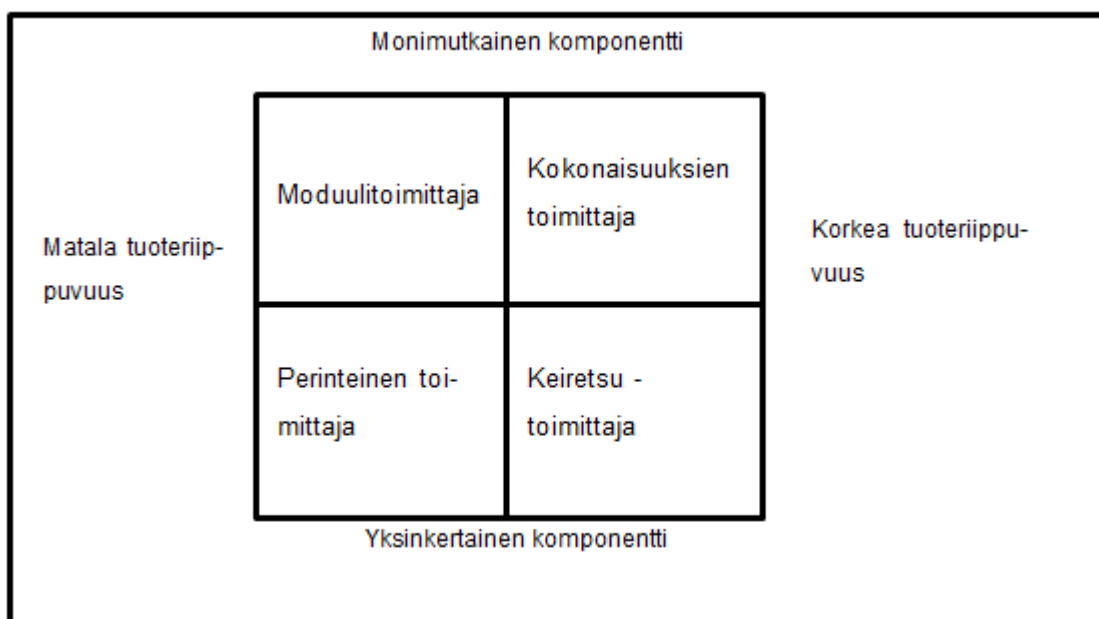 Monimutkainen komponentti
Moduulitoimittaja
Kokonaisuuksien
toimittaja
Matala tuoteriip-
puvuus
Korkea tuoteriippu-
vuus
Perinteinen toi-
mittaja
Keiretsu -
toimittaja
Yksinkertainen komponentti